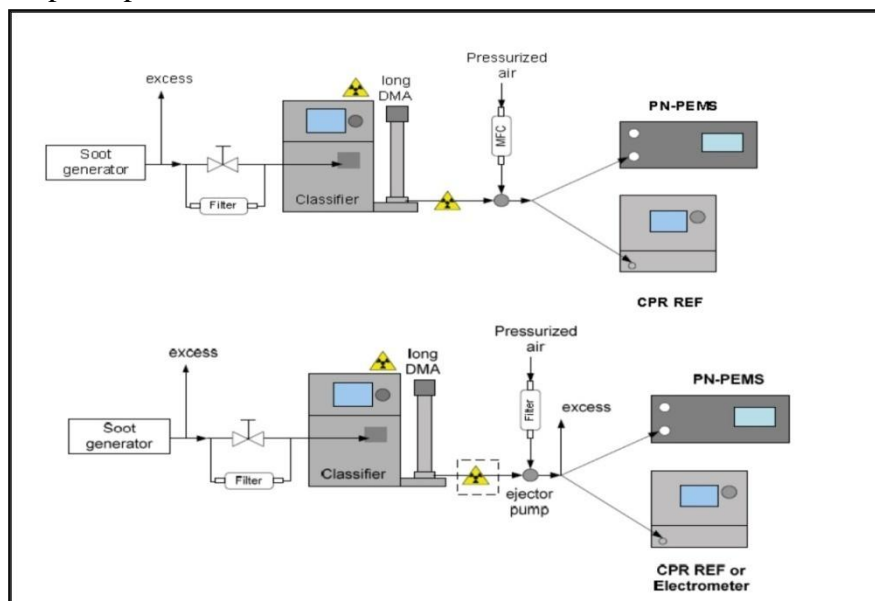 Pressurized
air
excess
long
DMA
PN-PEMS
MFC
Soot
generator
Filter
Classifier
CPR REF
Pressurized
air
excess
long
DMA
PN-PEMS
excess
Filter
Soot
generator
Filter
Classifier
ejector
pump
CPR REF or
Electrometer